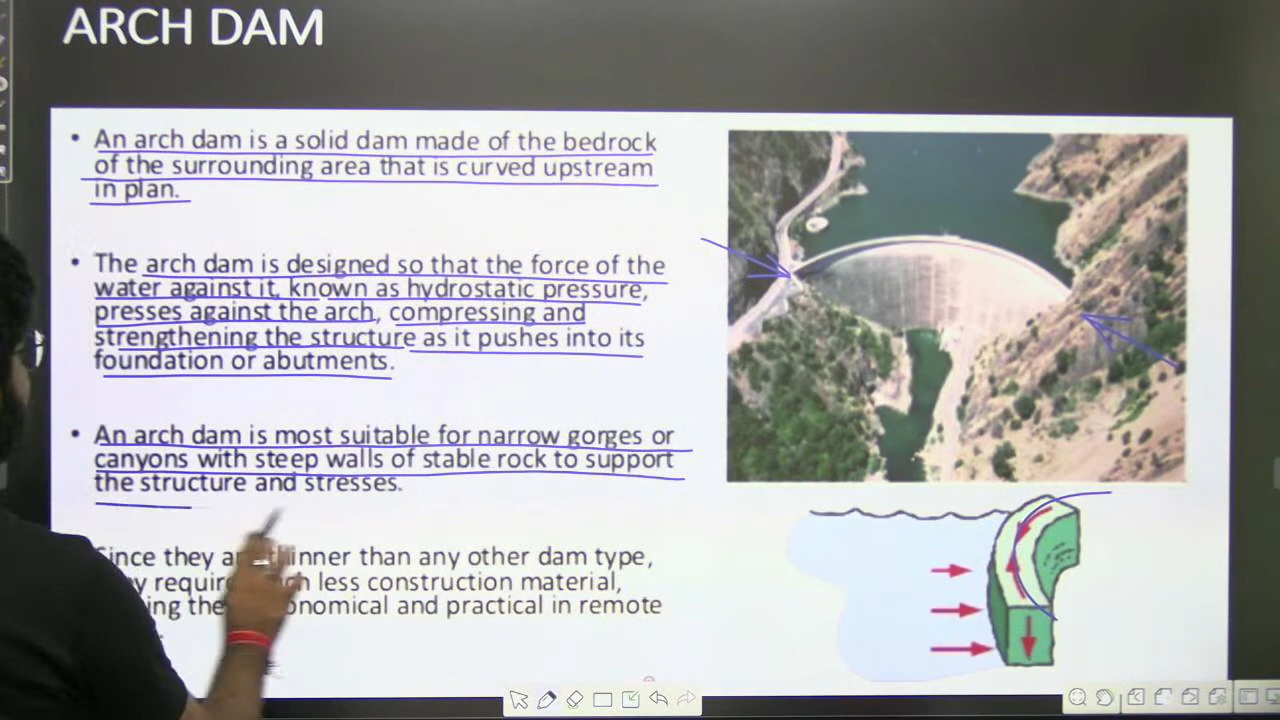 ARCH DAM
• An arch dam is a solid dam made of the bedrock
of the surrounding area that is curved upstream
in plan.
• The arch dam is designed so that the force of the
water against it, known as hydrostatic pressure,
presses against the arch, compressing and
strengthening the structure as it pushes into its
foundation or abutments.
• An arch dam is most suitable for narrow gorges or
canyons with steep walls of stable rock to support
the structure and stresses.
Since they are thinner than any other dam type,
less construction material,
and practical in remote